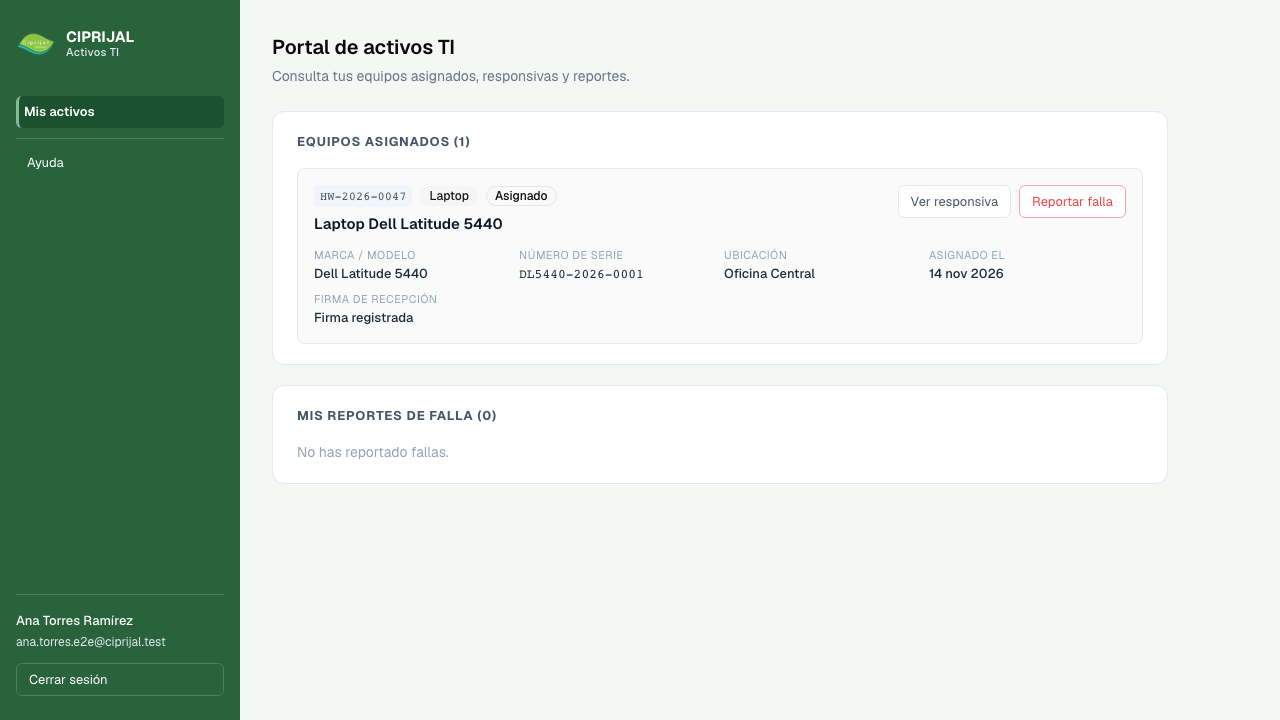 CIPRIJAL
Activos TI
Mis activos
Ayuda
Ana Torres Ramírez
ana.torres.e2e@ciprijal.test
Cerrar sesión
Portal de activos TI
Consulta tus equipos asignados, responsivas y reportes.
EQUIPOS ASIGNADOS (1)
HW-2026-0047 Laptop Asignado
Ver responsiva Reportar falla
Laptop Dell Latitude 5440
MARCA / MODELO NÚMERO DE SERIE UBICACIÓN ASIGNADO EL
Dell Latitude 5440 DL5440-2026-0001 Oficina Central 14 nov 2026
FIRMA DE RECEPCIÓN
Firma registrada
MIS REPORTES DE FALLA (0)
No has reportado fallas.